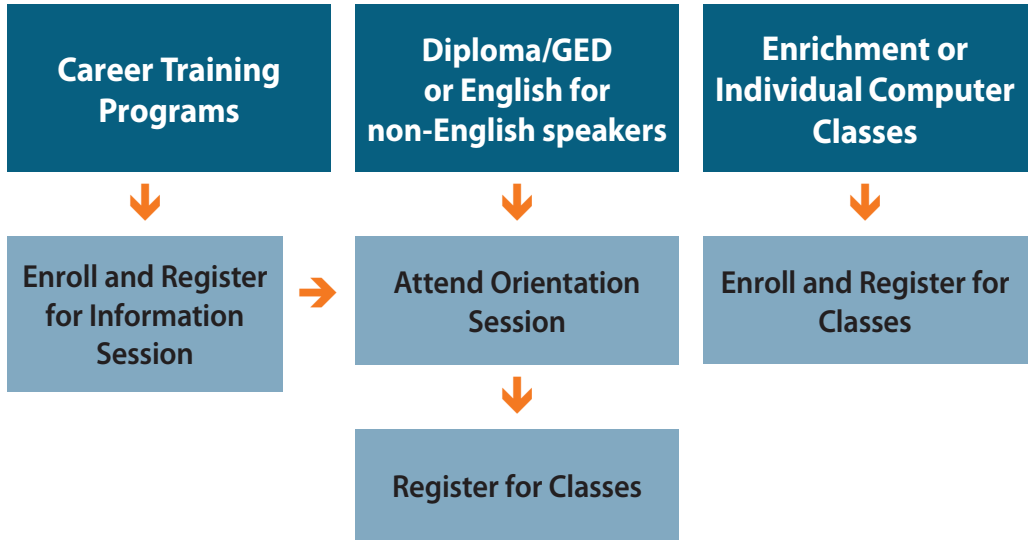 Career Training
Programs
Diploma/GED
or English for
non-English speakers
Enrichment or
Individual Computer
Classes
Enroll and Register
for Information
Session
Attend Orientation
Session
Enroll and Register for
Classes
Register for Classes